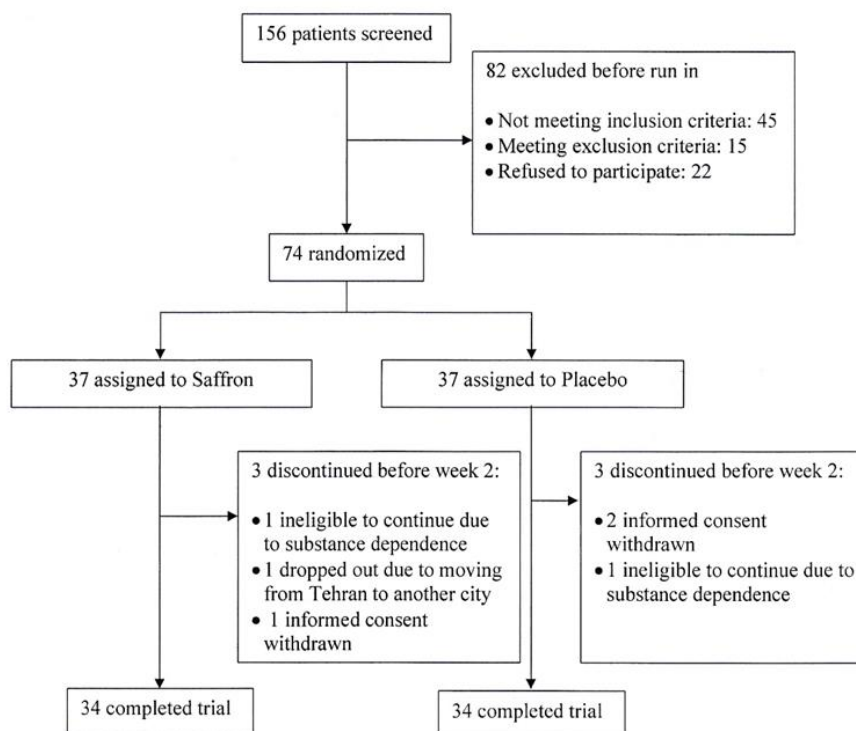 156 patients screened
82 excluded before run in
• Not meeting inclusion criteria: 45
• Meeting exclusion criteria: 15
• Refused to participate: 22
74 randomized
37 assigned to Saffron
37 assigned to Placebo
3 discontinued before week 2:
• 1 ineligible to continue due
to substance dependence
• 1 dropped out due to moving
from Tehran to another city
• 1 informed consent
withdrawn
3 discontinued before week 2:
• 2 informed consent
withdrawn
• 1 ineligible to continue due to
substance dependence
34 completed trial
34 completed trial